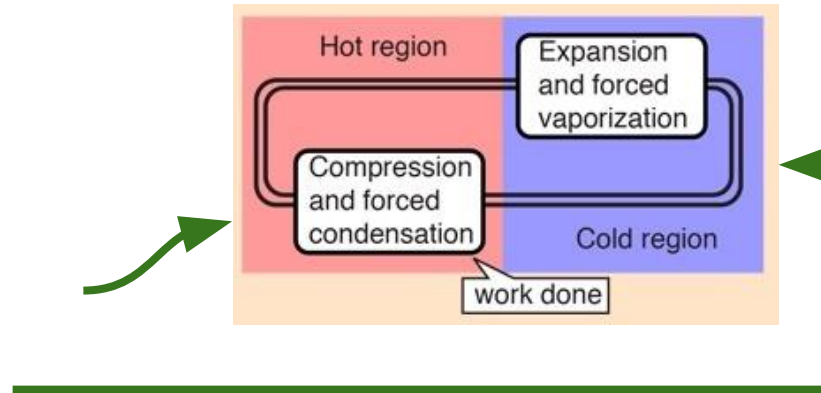 Hot region
Expansion
and forced
vaporization
Compression
and forced
condensation
Cold region
work done